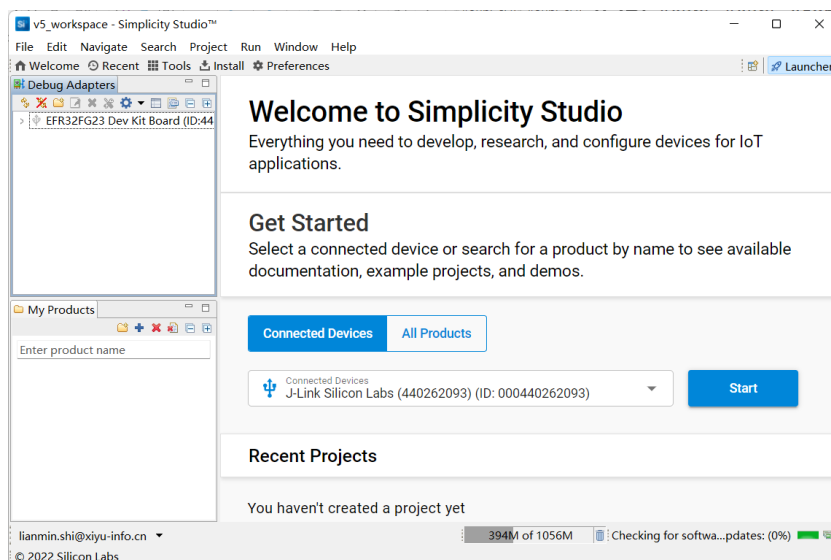 v5_workspace - Simplicity Studio™
File Edit Navigate Search Project Run Window Help
Welcome Recent Tools Install Preferences
Launcher
Debug Adapters
EFR32FG23 Dev Kit Board (ID:44
Welcome to Simplicity Studio
Everything you need to develop, research, and configure devices for IoT
applications.
Get Started
Select a connected device or search for a product by name to see available
documentation, example projects, and demos.
My Products
Enter product name
Connected Devices All Products
Connected Devices
J-Link Silicon Labs (440262093) (ID: 000440262093)
Start
Recent Projects
You haven't created a project yet
lianmin.shi@xiyu-info.cn
394M of 1056M
Checking for softwa...pdates: (0%)
© 2022 Silicon Labs